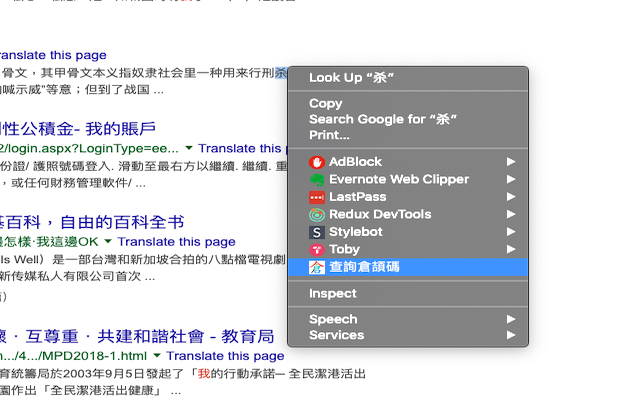 ranslate this page
骨文，其甲骨文本义指奴隶社会里一种用来行刑杀
喊示威"等意；但到了战国 ...
性公積金- 我的賬戶
2/login.aspx?LoginType=ee... ▼ Translate this p
份證/ 護照號碼登入. 滑動至最右方以繼續. 繼續. 重
，或任何財務管理軟件/ ...
基百科，自由的百科全书
怎樣·我這邊OK ▼ Translate this page
ls Well）是一部台灣和新加坡合拍的八點檔電視劇
新传媒私人有限公司首次 ...
懷．互尊重．共建和諧社會 - 教育局
n.../4.../MPD2018-1.html ▼ Translate this page
育統籌局於2003年9月5日發起了「我的行動承諾─ 全民潔港活出
園作出「全民潔港活出健康」 ...
Look Up “杀”
Copy
Search Google for “杀”
Print...
AdBlock
Evernote Web Clipper
LastPass
Redux DevTools
Stylebot
Toby
查詢倉頡碼
Inspect
Speech
Services